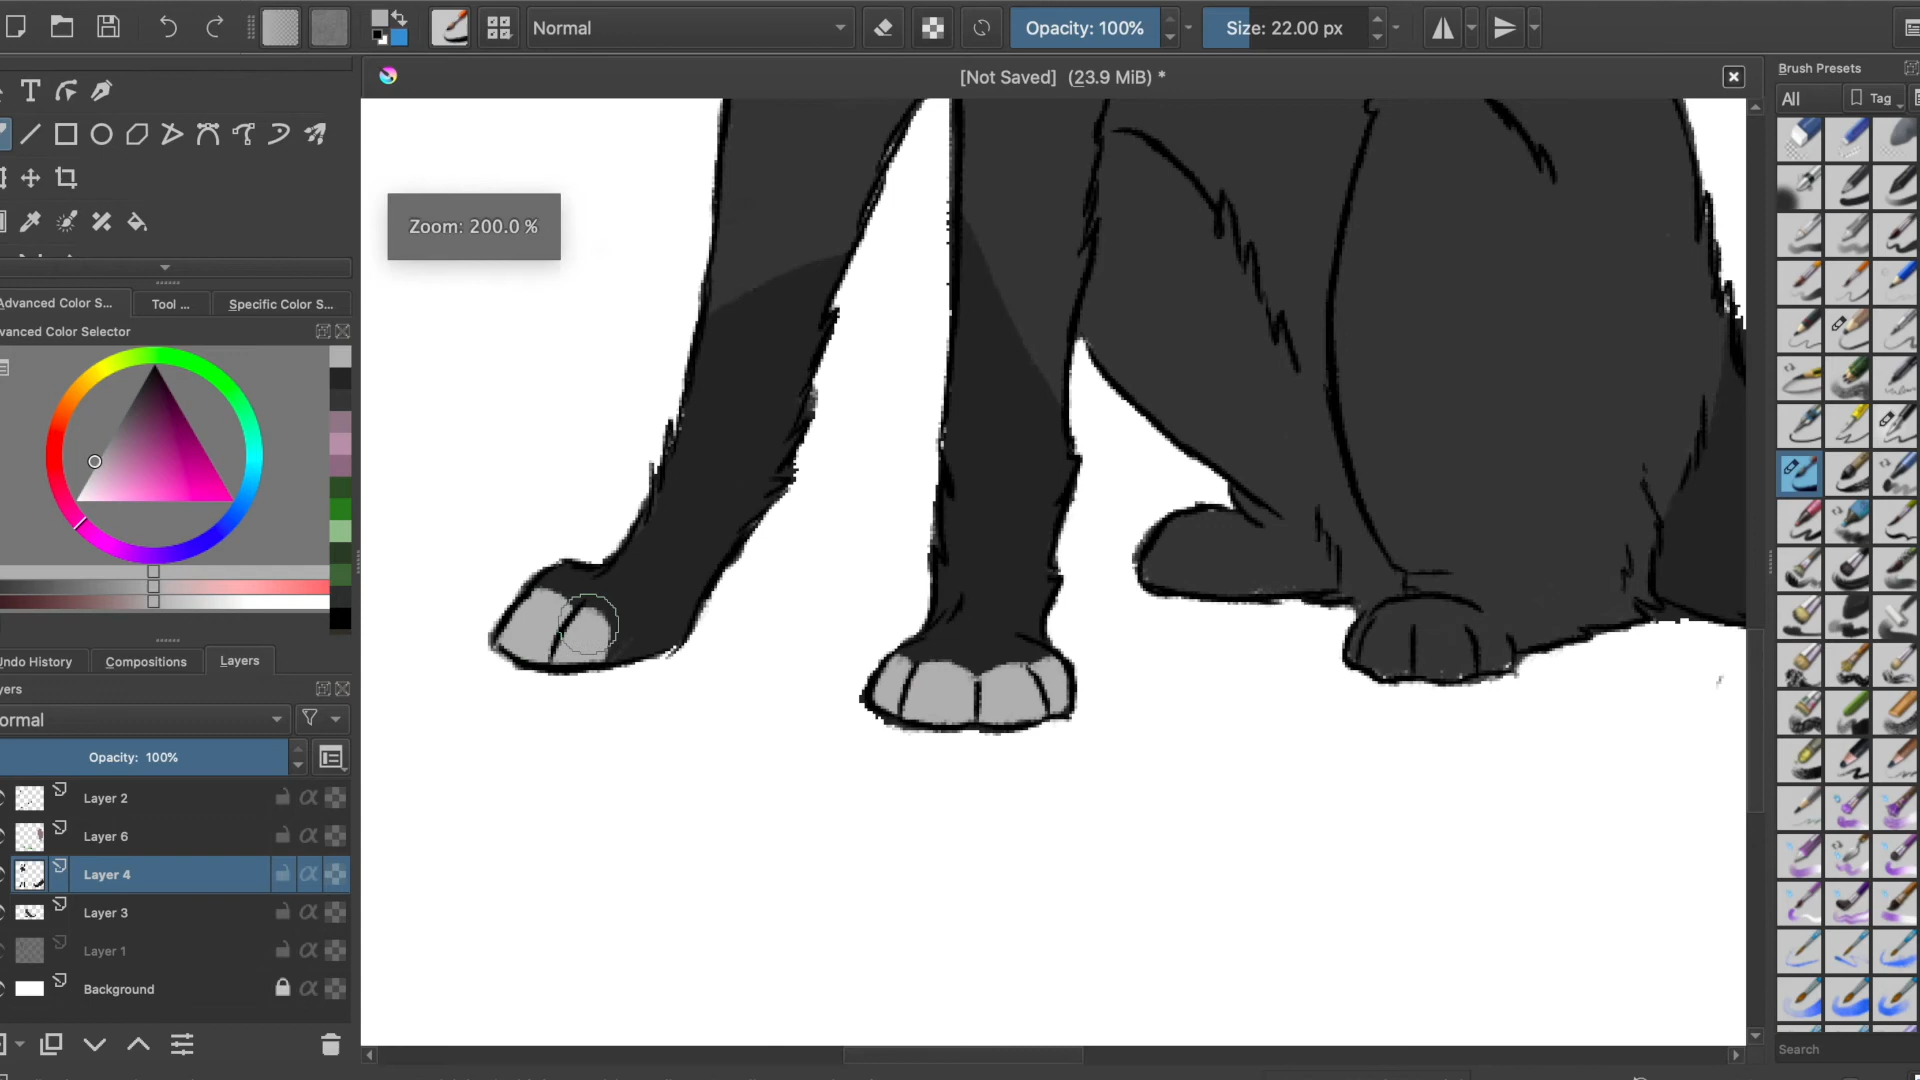 Normal
Opacity: 100%
Size: 22.00 px
[Not Saved] (23.9 MiB) *
Brush Presets
All
Tag
T
Zoom: 200.0 %
Advanced Color S...
Tool ...
Specific Color S...
vanced Color Selector
Undo History
Compositions
Layers
yers
ormal
Opacity: 100%
Layer 2
Layer 6
Layer 4
Layer 3
Layer 1
Background
Search